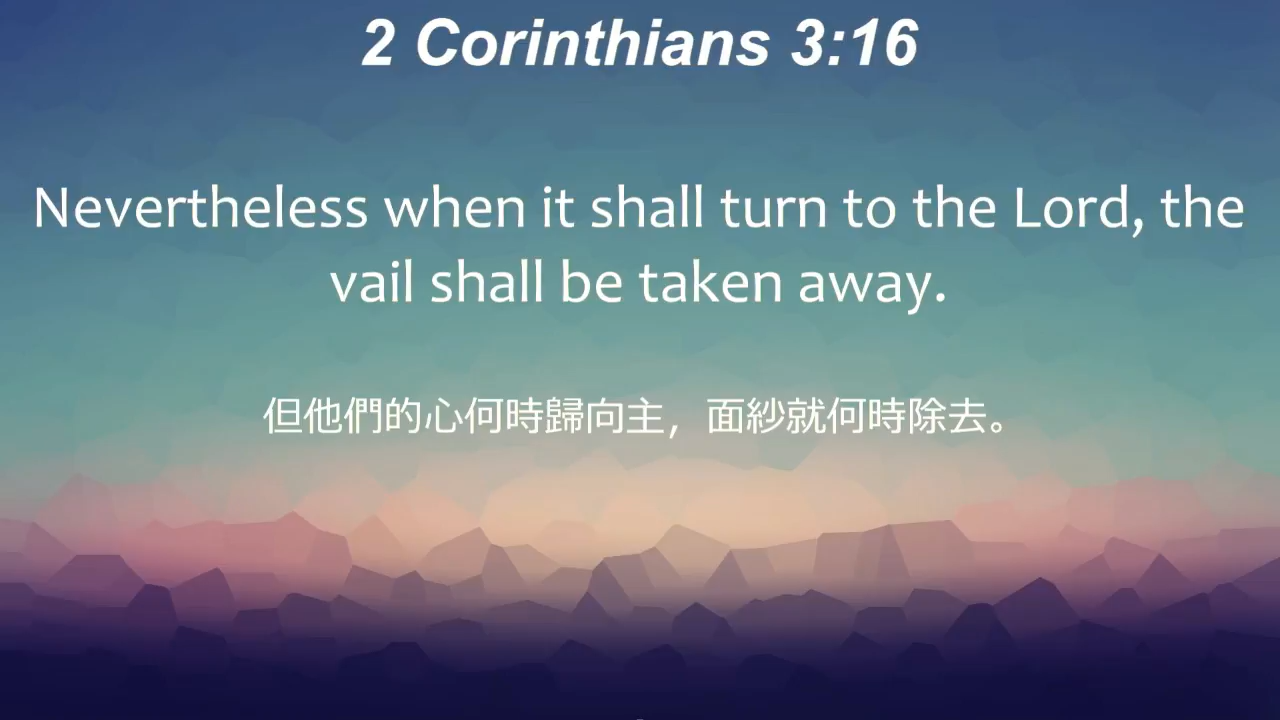 2 Corinthians 3:16
Nevertheless when it shall turn to the Lord, the
vail shall be taken away.
但他們的心何時歸向主，面紗就何時除去。